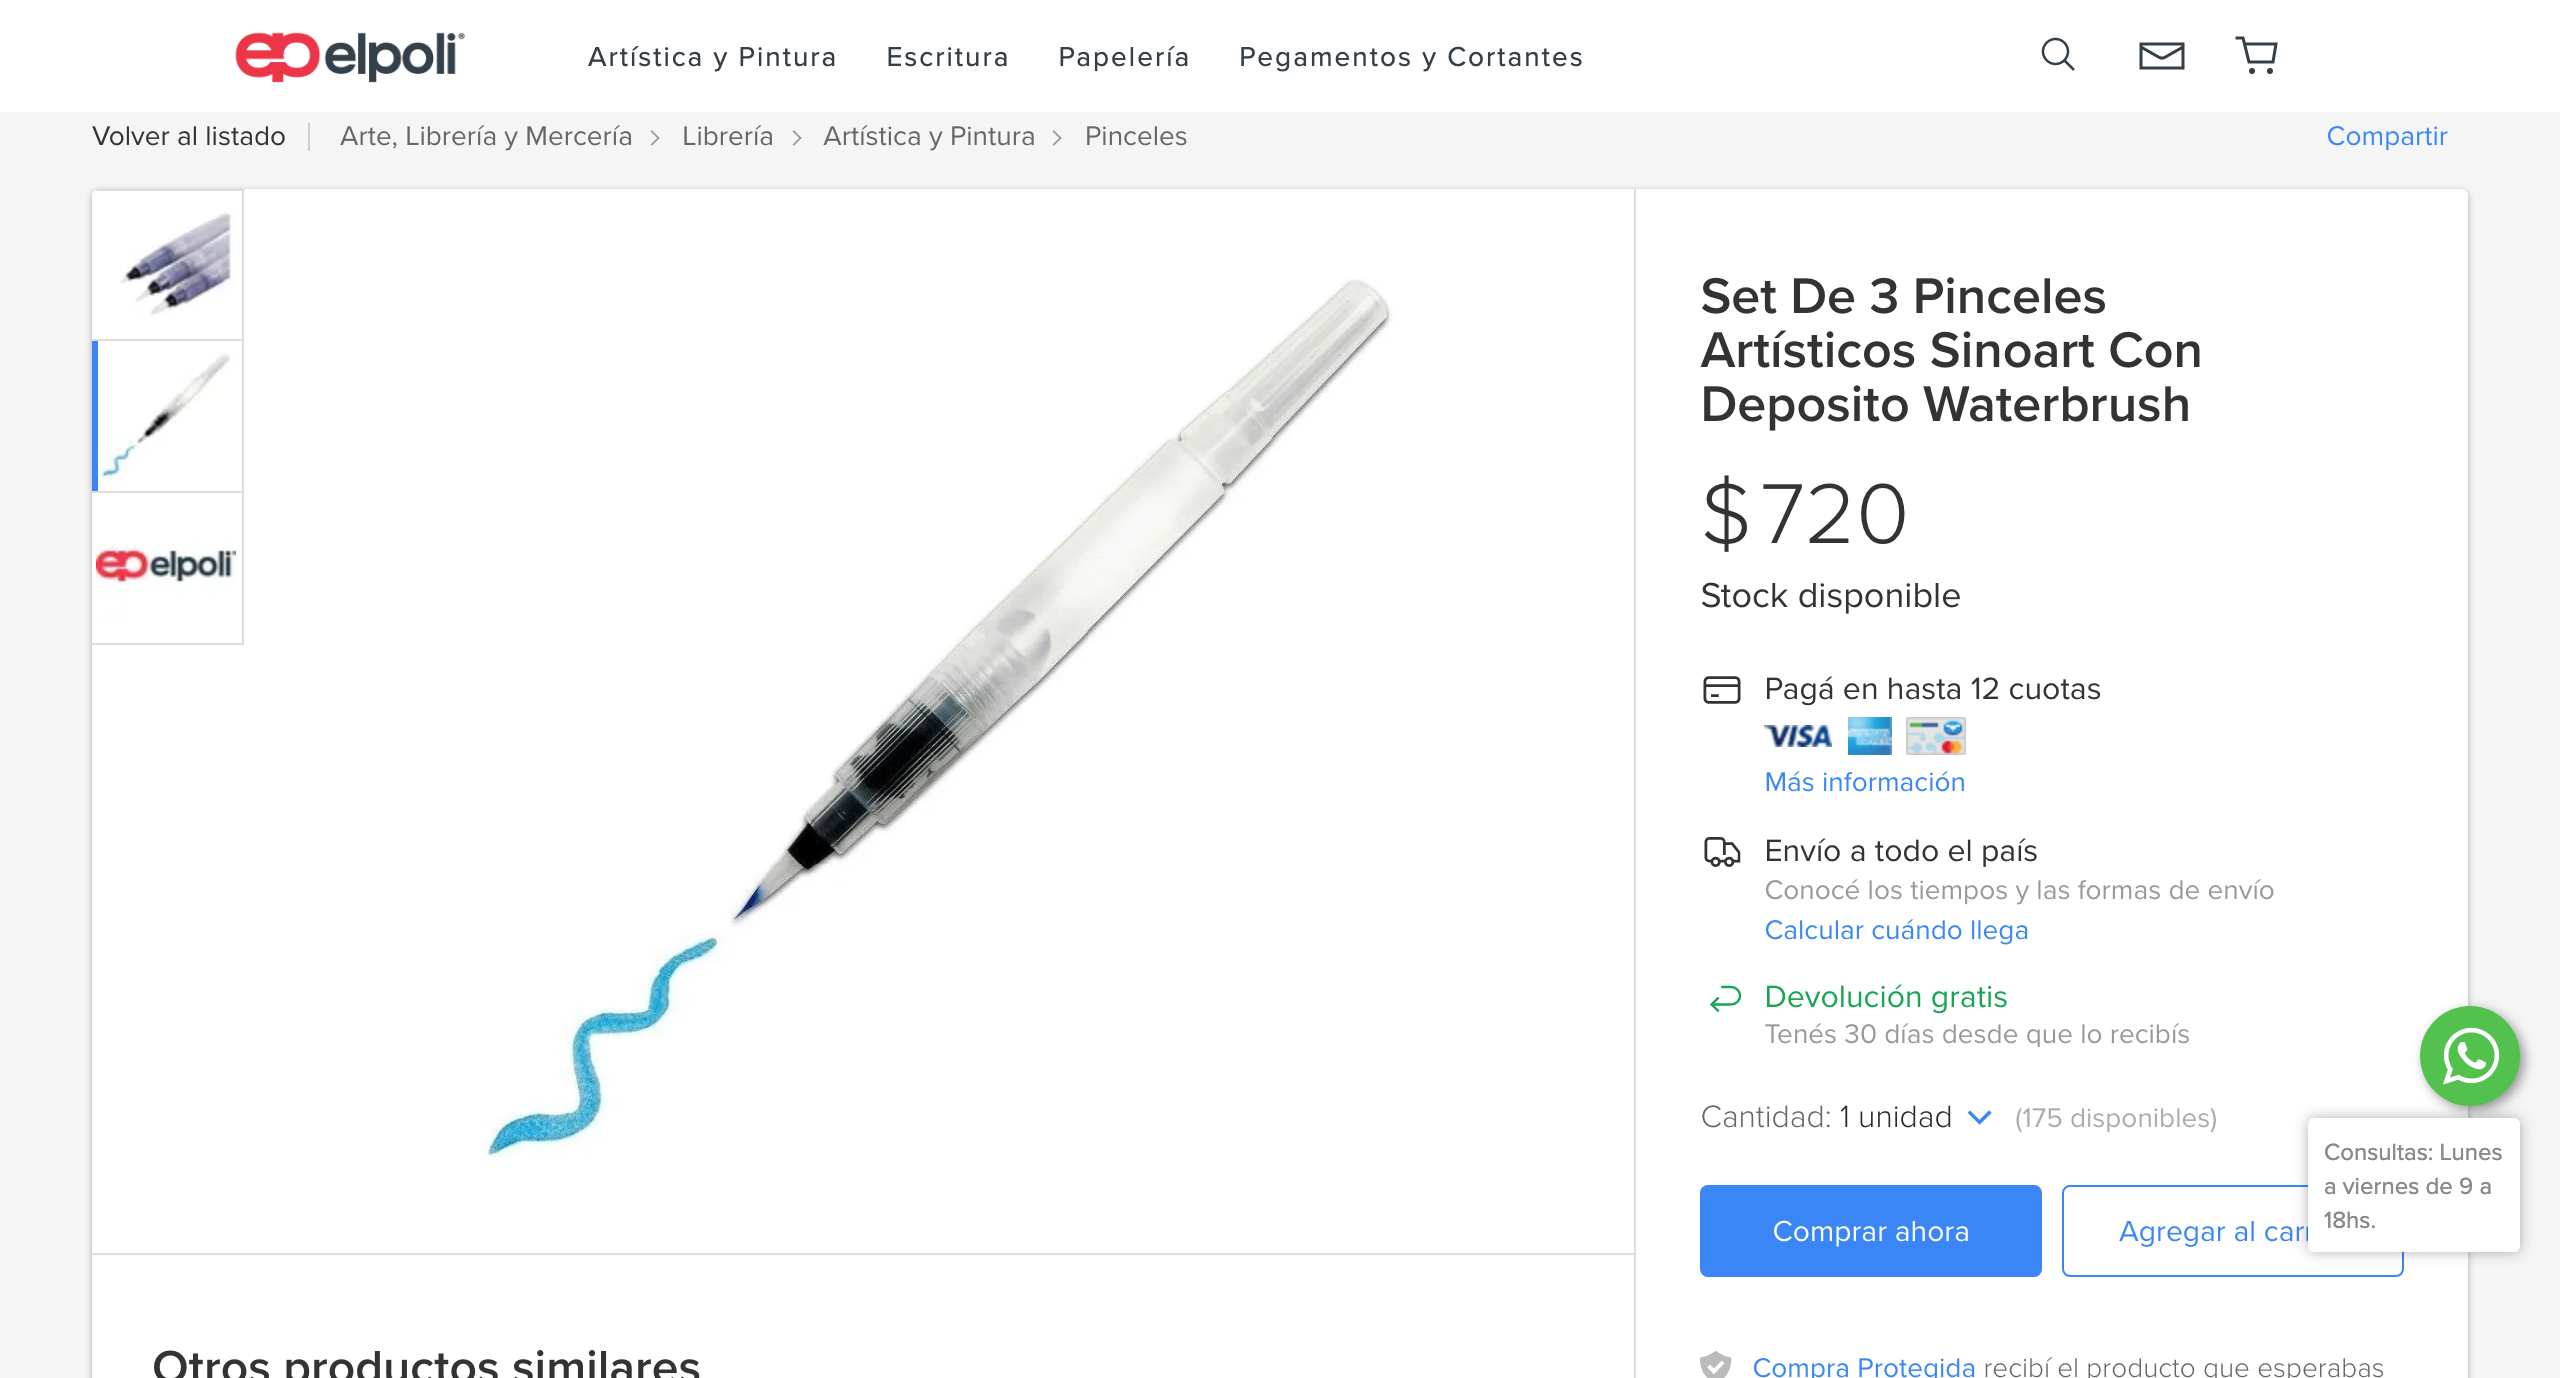 ep elpoli
Artística y Pintura
Escritura
Papelería
Pegamentos y Cortantes
Volver al listado
Arte, Librería y Mercería > Librería > Artística y Pintura > Pinceles
Compartir
ep elpoli
Set De 3 Pinceles
Artísticos Sinoart Con
Deposito Waterbrush
$720
Stock disponible
Pagá en hasta 12 cuotas
VISA
Más información
Envío a todo el país
Conocé los tiempos y las formas de envío
Calcular cuándo llega
Devolución gratis
Tenés 30 días desde que lo recibís
Cantidad: 1 unidad (175 disponibles)
Consultas: Lunes
a viernes de 9 a
18hs.
Comprar ahora
Agregar al carr
Otros productos similares
Compra Protegida recibí el producto que esperabas